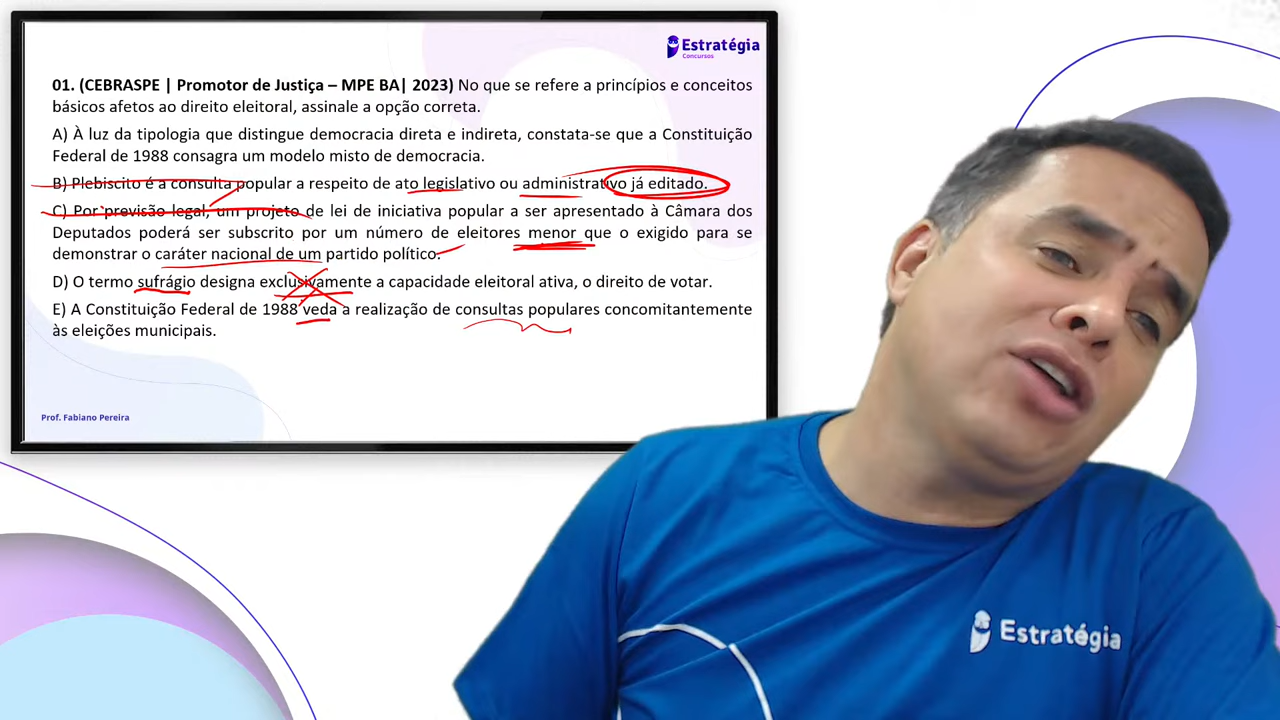 Estratégia
Concursos
01. (CEBRASPE | Promotor de Justiça – MPE BA| 2023) No que se refere a princípios e conceitos
básicos afetos ao direito eleitoral, assinale a opção correta.
A) À luz da tipologia que distingue democracia direta e indireta, constata-se que a Constituição
Federal de 1988 consagra um modelo misto de democracia.
B) Plebiscito é a consulta popular a respeito de ato legislativo ou administrativo já editado.
C) Por previsão legal, um projeto de lei de iniciativa popular a ser apresentado à Câmara dos
Deputados poderá ser subscrito por um número de eleitores menor que o exigido para se
demonstrar o caráter nacional de um partido político.
D) O termo sufrágio designa exclusivamente a capacidade eleitoral ativa, o direito de votar.
E) A Constituição Federal de 1988 veda a realização de consultas populares concomitantemente
às eleições municipais.
Prof. Fabiano Pereira
Estratégia